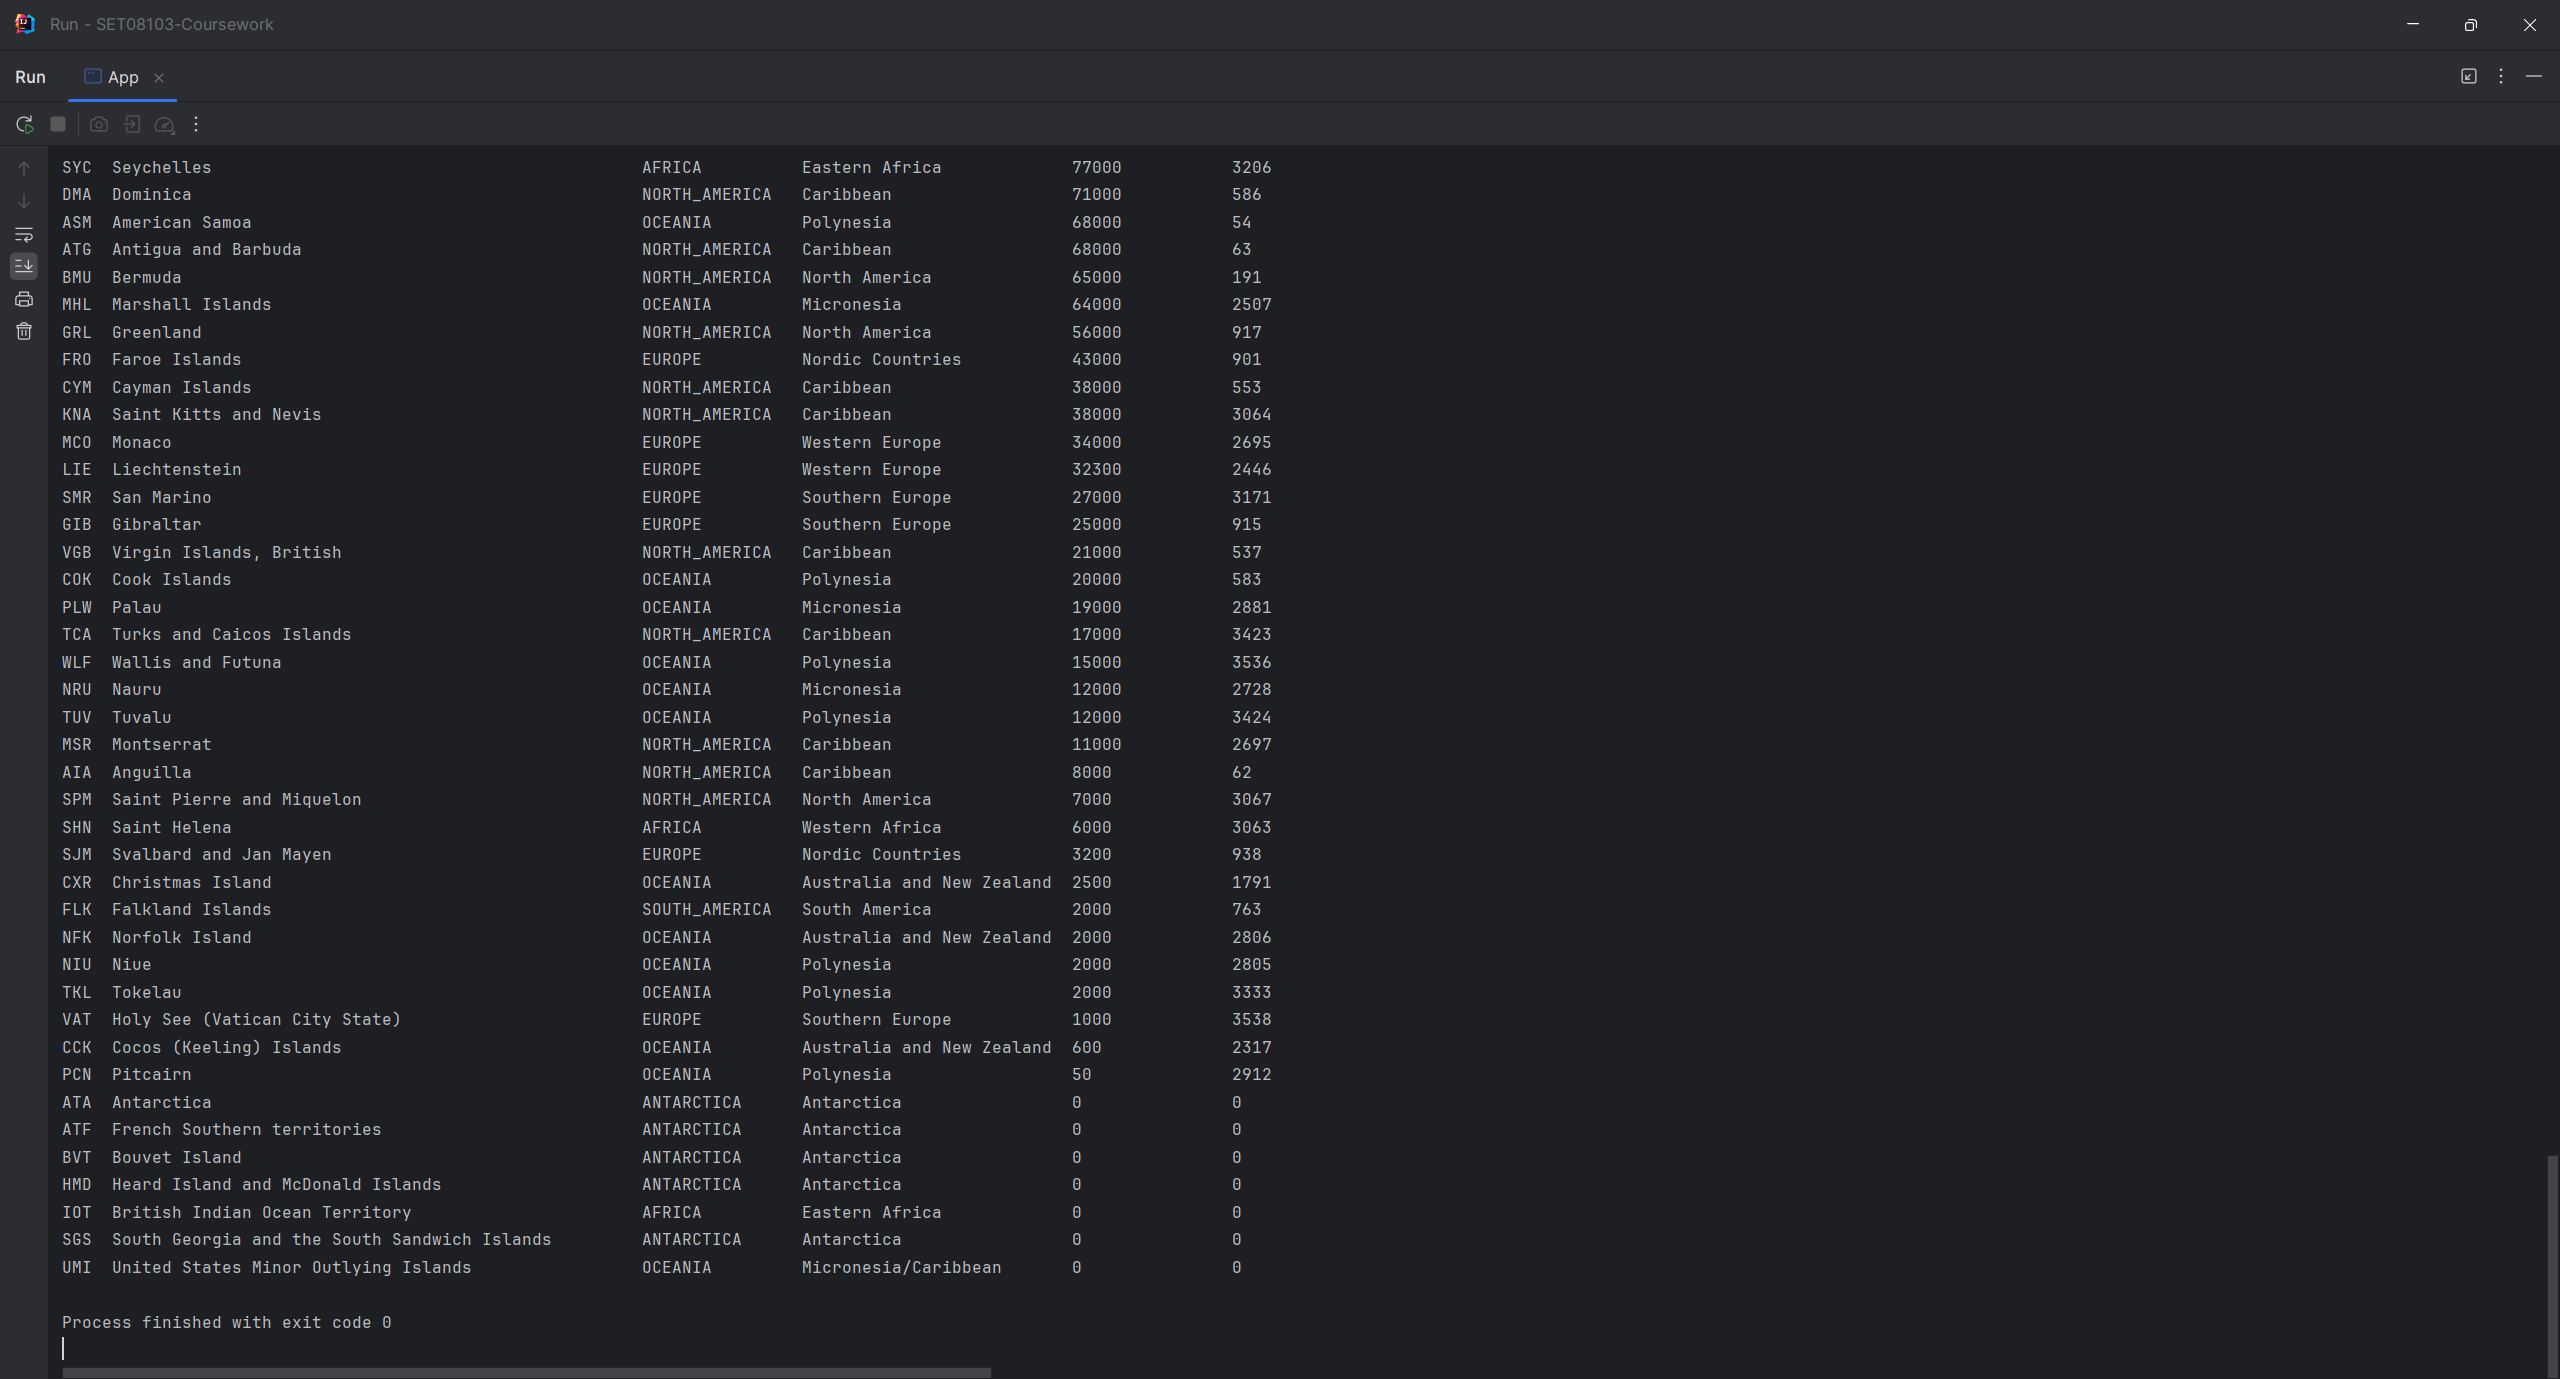 Run - SET08103-Coursework
Run App
SYC Seychelles AFRICA Eastern Africa 77000 3206
DMA Dominica NORTH_AMERICA Caribbean 71000 586
ASM American Samoa OCEANIA Polynesia 68000 54
ATG Antigua and Barbuda NORTH_AMERICA Caribbean 68000 63
BMU Bermuda NORTH_AMERICA North America 65000 191
MHL Marshall Islands OCEANIA Micronesia 64000 2507
GRL Greenland NORTH_AMERICA North America 56000 917
FRO Faroe Islands EUROPE Nordic Countries 43000 901
CYM Cayman Islands NORTH_AMERICA Caribbean 38000 553
KNA Saint Kitts and Nevis NORTH_AMERICA Caribbean 38000 3064
MCO Monaco EUROPE Western Europe 34000 2695
LIE Liechtenstein EUROPE Western Europe 32300 2446
SMR San Marino EUROPE Southern Europe 27000 3171
GIB Gibraltar EUROPE Southern Europe 25000 915
VGB Virgin Islands, British NORTH_AMERICA Caribbean 21000 537
COK Cook Islands OCEANIA Polynesia 20000 583
PLW Palau OCEANIA Micronesia 19000 2881
TCA Turks and Caicos Islands NORTH_AMERICA Caribbean 17000 3423
WLF Wallis and Futuna OCEANIA Polynesia 15000 3536
NRU Nauru OCEANIA Micronesia 12000 2728
TUV Tuvalu OCEANIA Polynesia 12000 3424
MSR Montserrat NORTH_AMERICA Caribbean 11000 2697
AIA Anguilla NORTH_AMERICA Caribbean 8000 62
SPM Saint Pierre and Miquelon NORTH_AMERICA North America 7000 3067
SHN Saint Helena AFRICA Western Africa 6000 3063
SJM Svalbard and Jan Mayen EUROPE Nordic Countries 3200 938
CXR Christmas Island OCEANIA Australia and New Zealand 2500 1791
FLK Falkland Islands SOUTH_AMERICA South America 2000 763
NFK Norfolk Island OCEANIA Australia and New Zealand 2000 2806
NIU Niue OCEANIA Polynesia 2000 2805
TKL Tokelau OCEANIA Polynesia 2000 3333
VAT Holy See (Vatican City State) EUROPE Southern Europe 1000 3538
CCK Cocos (Keeling) Islands OCEANIA Australia and New Zealand 600 2317
PCN Pitcairn OCEANIA Polynesia 50 2912
ATA Antarctica ANTARCTICA Antarctica 0 0
ATF French Southern territories ANTARCTICA Antarctica 0 0
BVT Bouvet Island ANTARCTICA Antarctica 0 0
HMD Heard Island and McDonald Islands ANTARCTICA Antarctica 0 0
IOT British Indian Ocean Territory AFRICA Eastern Africa 0 0
SGS South Georgia and the South Sandwich Islands ANTARCTICA Antarctica 0 0
UMI United States Minor Outlying Islands OCEANIA Micronesia/Caribbean 0 0
Process finished with exit code 0